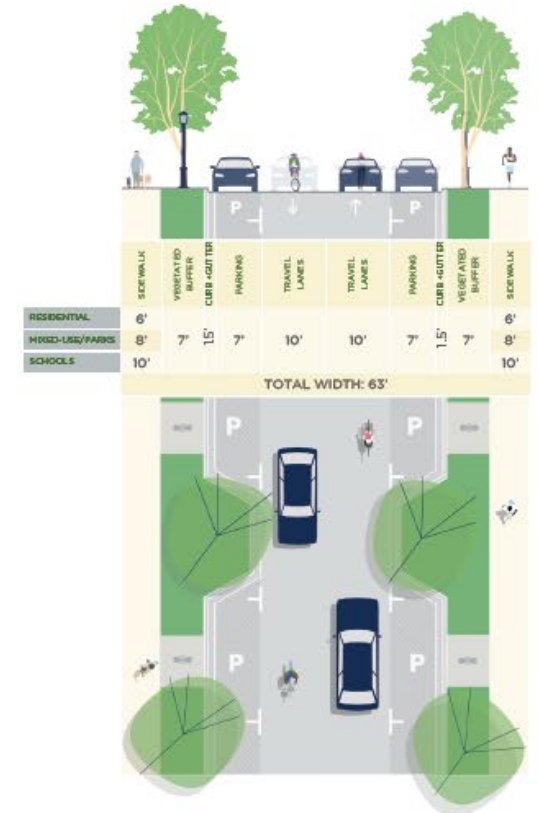 P ↓ ↑ P
SIDEWALK VEGETATED BUFFER CURB +GUTTER PARKING TRAVEL LANES TRAVEL LANES PARKING CURB +GUTTER VEGETATED BUFFER SIDEWALK
RESIDENTIAL 6' 6'
MIXED-USE/PARKS 8' 7' 1.5' 7' 10' 10' 7' 1.5' 7' 8'
SCHOOLS 10' 10'
TOTAL WIDTH: 63'
P P
P P